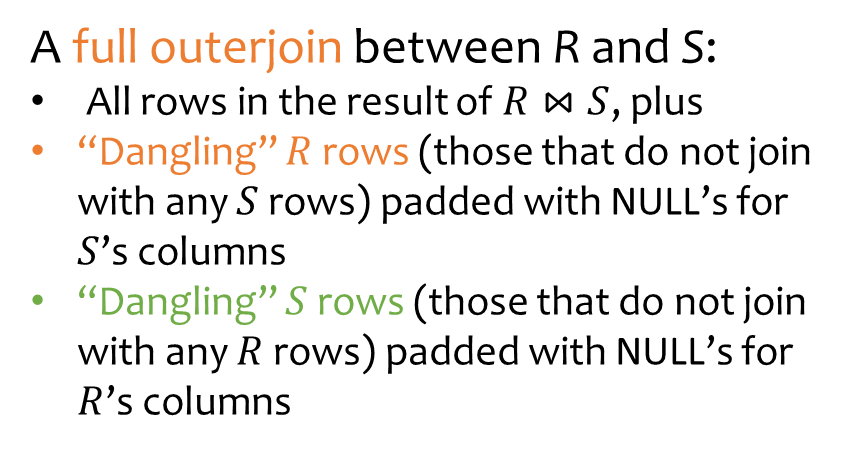 A full outerjoin between R and S:
• All rows in the result of R ⋈ S, plus
• “Dangling” R rows (those that do not join
with any S rows) padded with NULL’s for
S’s columns
• “Dangling” S rows (those that do not join
with any R rows) padded with NULL’s for
R’s columns